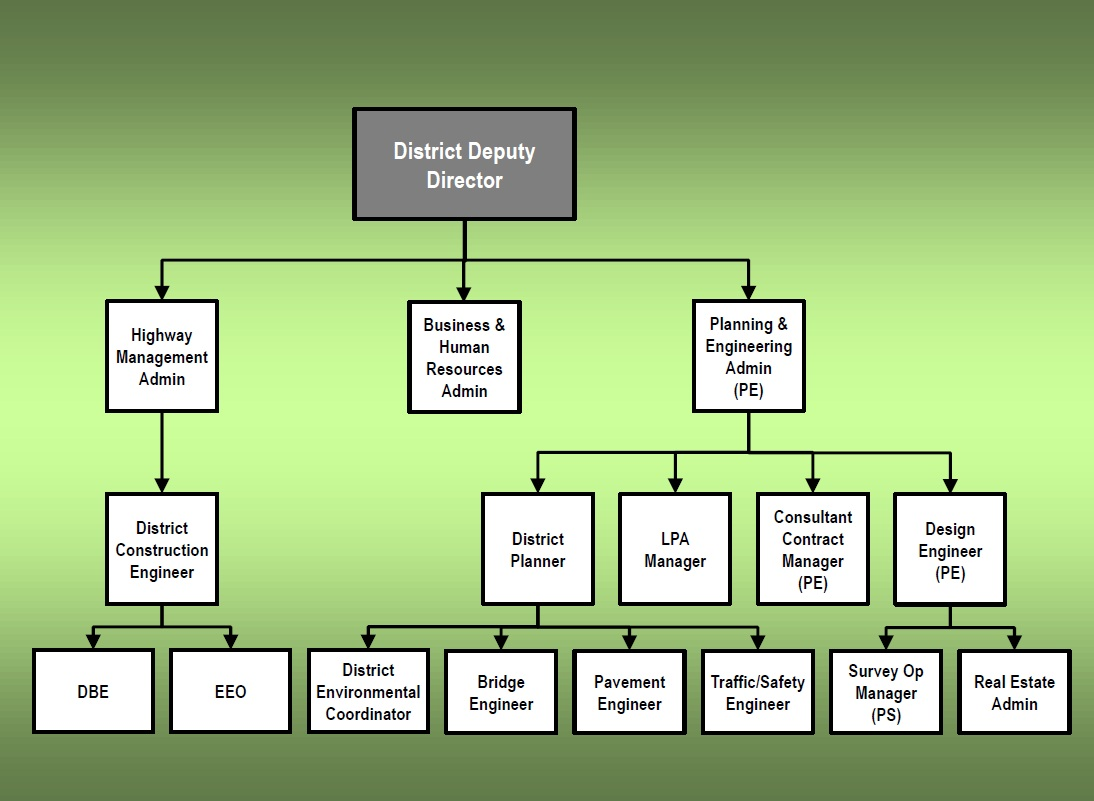 District Deputy
Director
Highway
Management
Admin
Business &
Human
Resources
Admin
Planning &
Engineering
Admin
(PE)
District
Construction
Engineer
District
Planner
LPA
Manager
Consultant
Contract
Manager
(PE)
Design
Engineer
(PE)
DBE
EEO
District
Environmental
Coordinator
Bridge
Engineer
Pavement
Engineer
Traffic/Safety
Engineer
Survey Op
Manager
(PS)
Real Estate
Admin